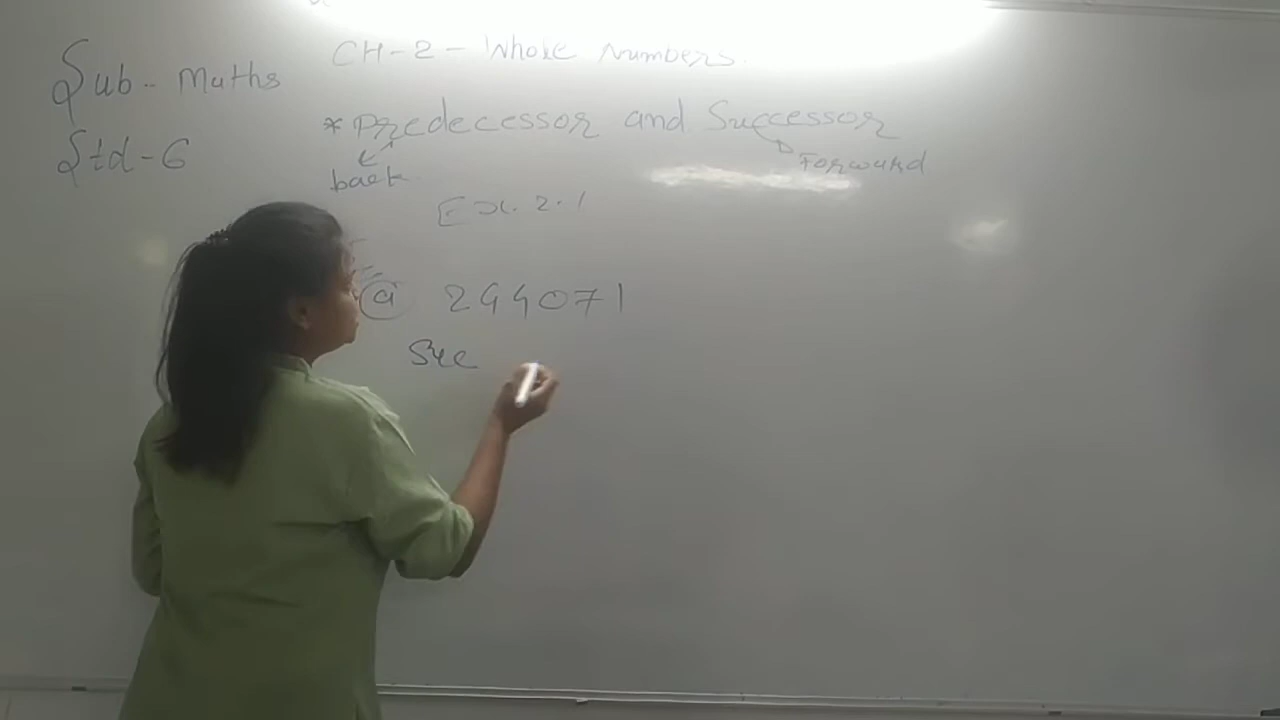 CH-2 - Whole Numbers.
Sub - Maths
* Predecessor and Successor
Std-6
back
Forward
Ex. 2.1
a 244071
Suc